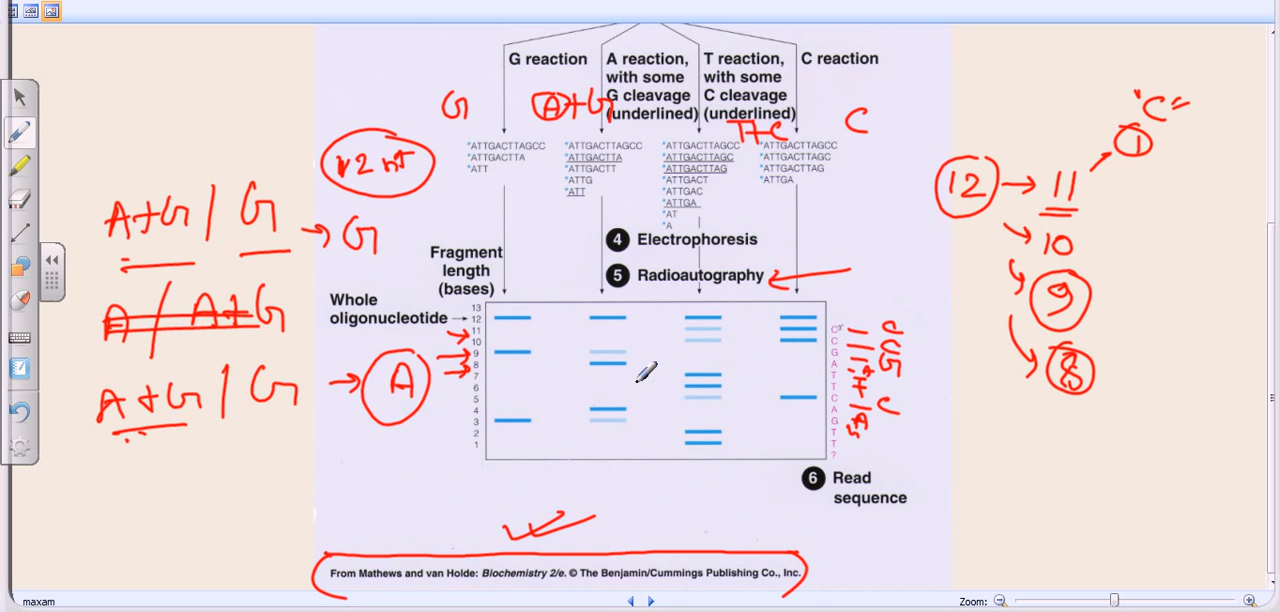 G reaction
A reaction,
with some
G cleavage
(underlined)
T reaction,
with some
C cleavage
(underlined)
C reaction
G
A+G
T+C
C
"C"
*ATTGACTTAGCC
*ATTGACTTA
*ATT
*ATTGACTTAGCC
*ATTGACTTA
*ATTGACTT
*ATTG
*ATT
*ATTGACTTAGCC
*ATTGACTTAGC
*ATTGACTTAG
*ATTGACT
*ATTGAC
*ATTGA
*AT
*A
*ATTGACTTAGCC
*ATTGACTTAGC
*ATTGACTTAG
*ATTGA
12 nt
12 → 11
1
10
9
8
A+G / G → G
A / A+G
A+G / G → A
4 Electrophoresis
5 Radioautography
Fragment
length
(bases)
Whole
oligonucleotide
13
12
11
10
9
8
7
6
5
4
3
2
1
C3'
C
G
A
T
T
C
A
G
T
T
?
C
C
G
A
T
C
A
6 Read
sequence
From Mathews and van Holde: Biochemistry 2/e. © The Benjamin/Cummings Publishing Co., Inc.
maxam
Zoom: